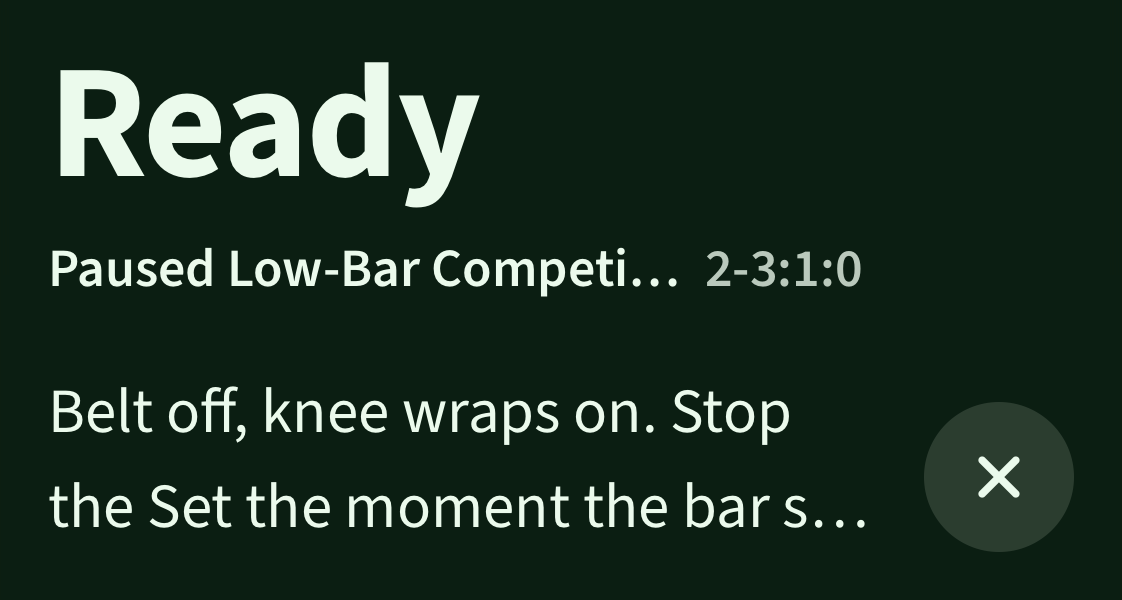 Ready
Paused Low-Bar Competi… 2-3:1:0
Belt off, knee wraps on. Stop
the Set the moment the bar s…